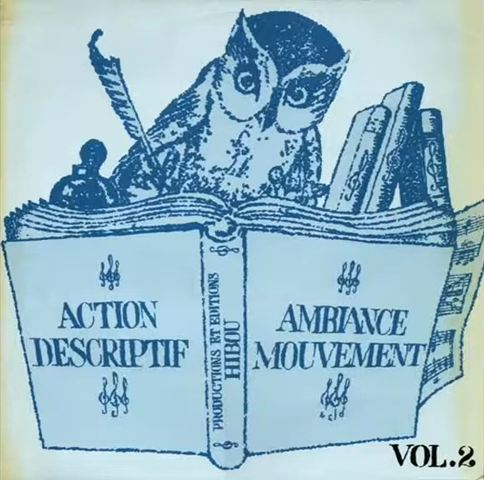 ACTION
DESCRIPTIF
PRODUCTIONS ET EDITIONS
HIBOU
AMBIANCE
MOUVEMENT
VOL.2